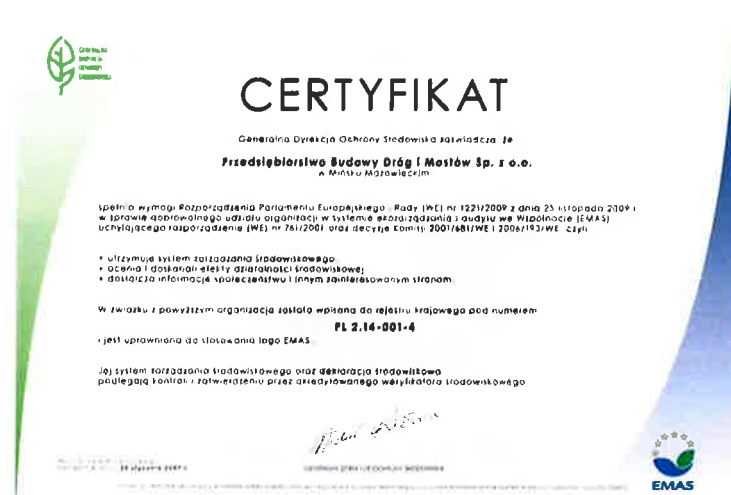 GENERALNA
DYREKCJA
OCHRONY
ŚRODOWISKA
CERTYFIKAT
Generalna Dyrekcja Ochrony Środowiska zaświadcza, że
Przedsiębiorstwo Budowy Dróg i Mostów Sp. z o.o.
w Mińsku Mazowieckim
spełnia wymogi Rozporządzenia Parlamentu Europejskiego i Rady (WE) nr 1221/2009 z dnia 25 listopada 2009 r.
w sprawie dobrowolnego udziału organizacji w systemie ekozarządzania i audytu we Wspólnocie (EMAS)
uchylającego rozporządzenie (WE) nr 761/2001 oraz decyzje Komisji 2001/681/WE i 2006/193/WE, czyli:
• utrzymuje system zarządzania środowiskowego,
• ocenia i doskonali efekty działalności środowiskowej,
• dostarcza informacje społeczeństwu i innym zainteresowanym stronom.
W związku z powyższym organizacja została wpisana do rejestru krajowego pod numerem
PL 2.14-001-4
i jest uprawniona do stosowania logo EMAS.
Jej system zarządzania środowiskowego oraz deklaracja środowiskowa
podlegają kontroli i zatwierdzeniu przez akredytowanego weryfikatora środowiskowego.
EMAS